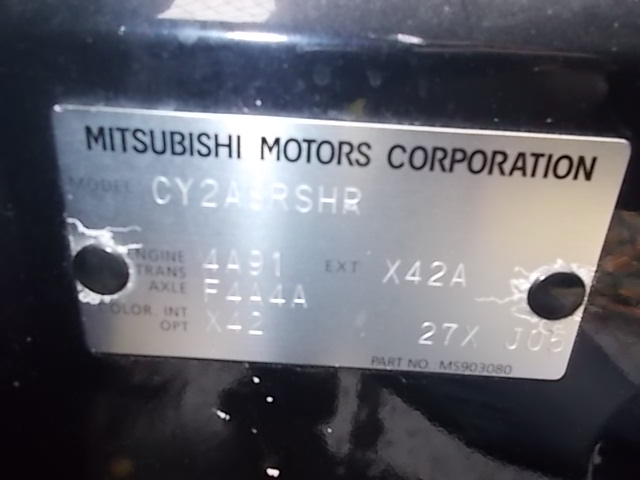 MITSUBISHI MOTORS CORPORATION
MODEL CY2ASRSHR
ENGINE 4A91 EXT X42A
TRANS
AXLE F4A4A
COLOR. INT X42
OPT 27X J05
PART NO. MS903080